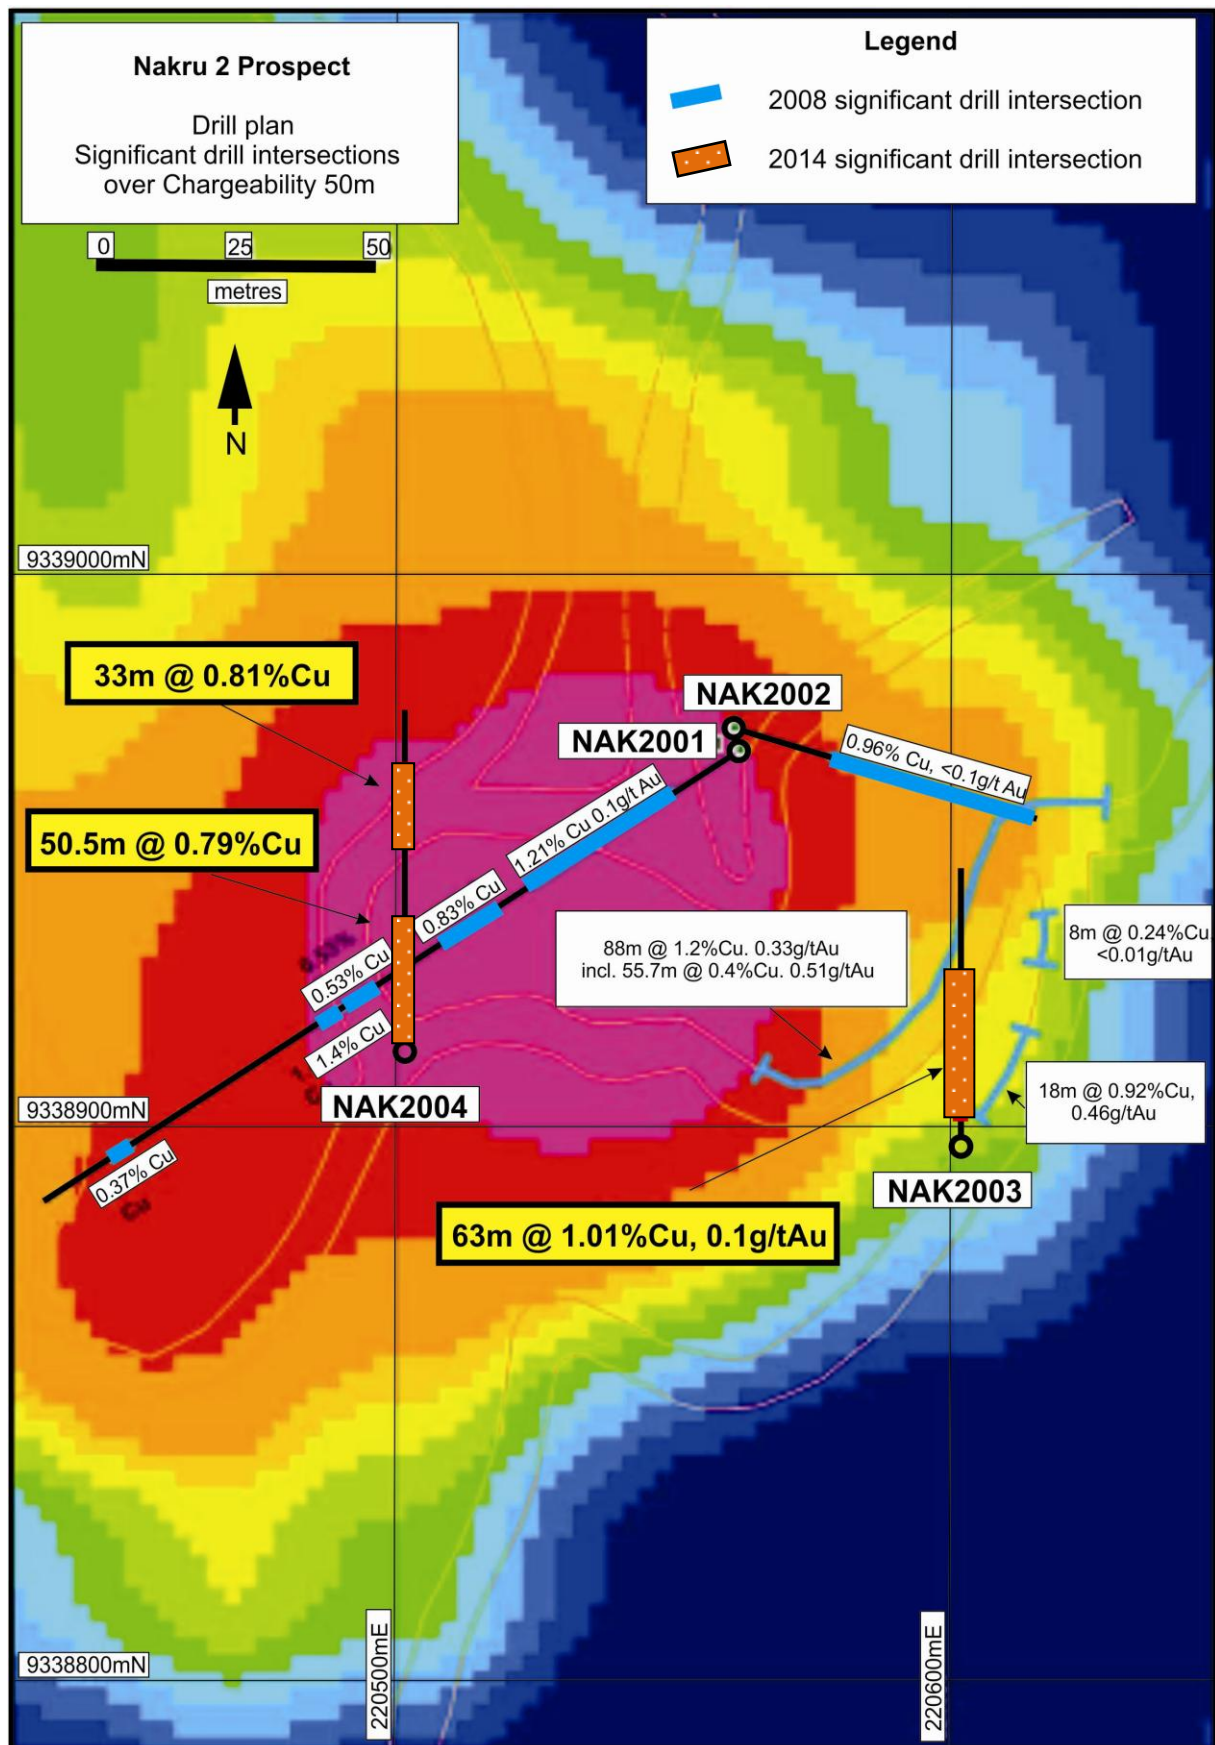 Nakru 2 Prospect
Drill plan
Significant drill intersections
over Chargeability 50m
Legend
2008 significant drill intersection
2014 significant drill intersection
0
25
50
metres
N
9339000mN
33m @ 0.81%Cu
NAK2002
NAK2001
0.96% Cu, <0.1g/t Au
50.5m @ 0.79%Cu
1.21% Cu 0.1g/t Au
0.83% Cu
0.53% Cu
1.4% Cu
88m @ 1.2%Cu. 0.33g/tAu
incl. 55.7m @ 0.4%Cu. 0.51g/tAu
8m @ 0.24%Cu.
<0.01g/tAu
NAK2004
9338900mN
18m @ 0.92%Cu,
0.46g/tAu
0.37% Cu
Cu
NAK2003
63m @ 1.01%Cu, 0.1g/tAu
9338800mN
220500mE
220600mE